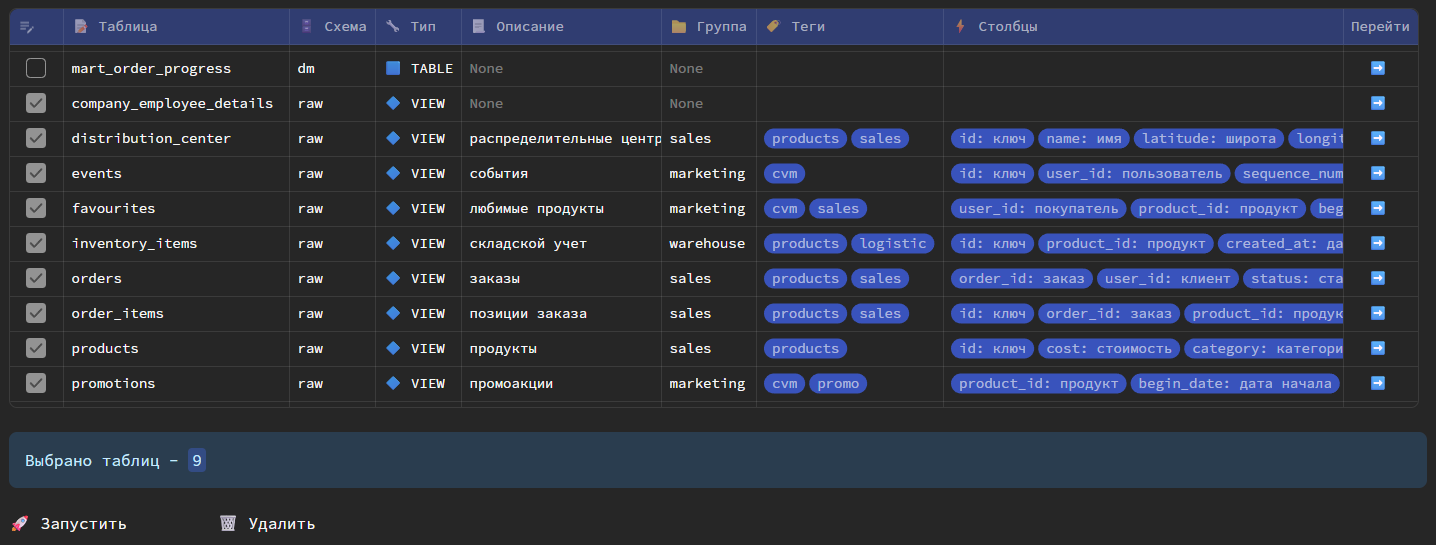 Таблица Схема Тип Описание Группа Теги Столбцы Перейти
mart_order_progress dm TABLE None None
company_employee_details raw VIEW None None
distribution_center raw VIEW распределительные центр sales products sales id: ключ name: имя latitude: широта longit
events raw VIEW события marketing cvm id: ключ user_id: пользователь sequence_num
favourites raw VIEW любимые продукты marketing cvm sales user_id: покупатель product_id: продукт beg
inventory_items raw VIEW складской учет warehouse products logistic id: ключ product_id: продукт created_at: да
orders raw VIEW заказы sales products sales order_id: заказ user_id: клиент status: ста
order_items raw VIEW позиции заказа sales products sales id: ключ order_id: заказ product_id: продук
products raw VIEW продукты sales products id: ключ cost: стоимость category: категори
promotions raw VIEW промоакции marketing cvm promo product_id: продукт begin_date: дата начала
Выбрано таблиц - 9
Запустить Удалить